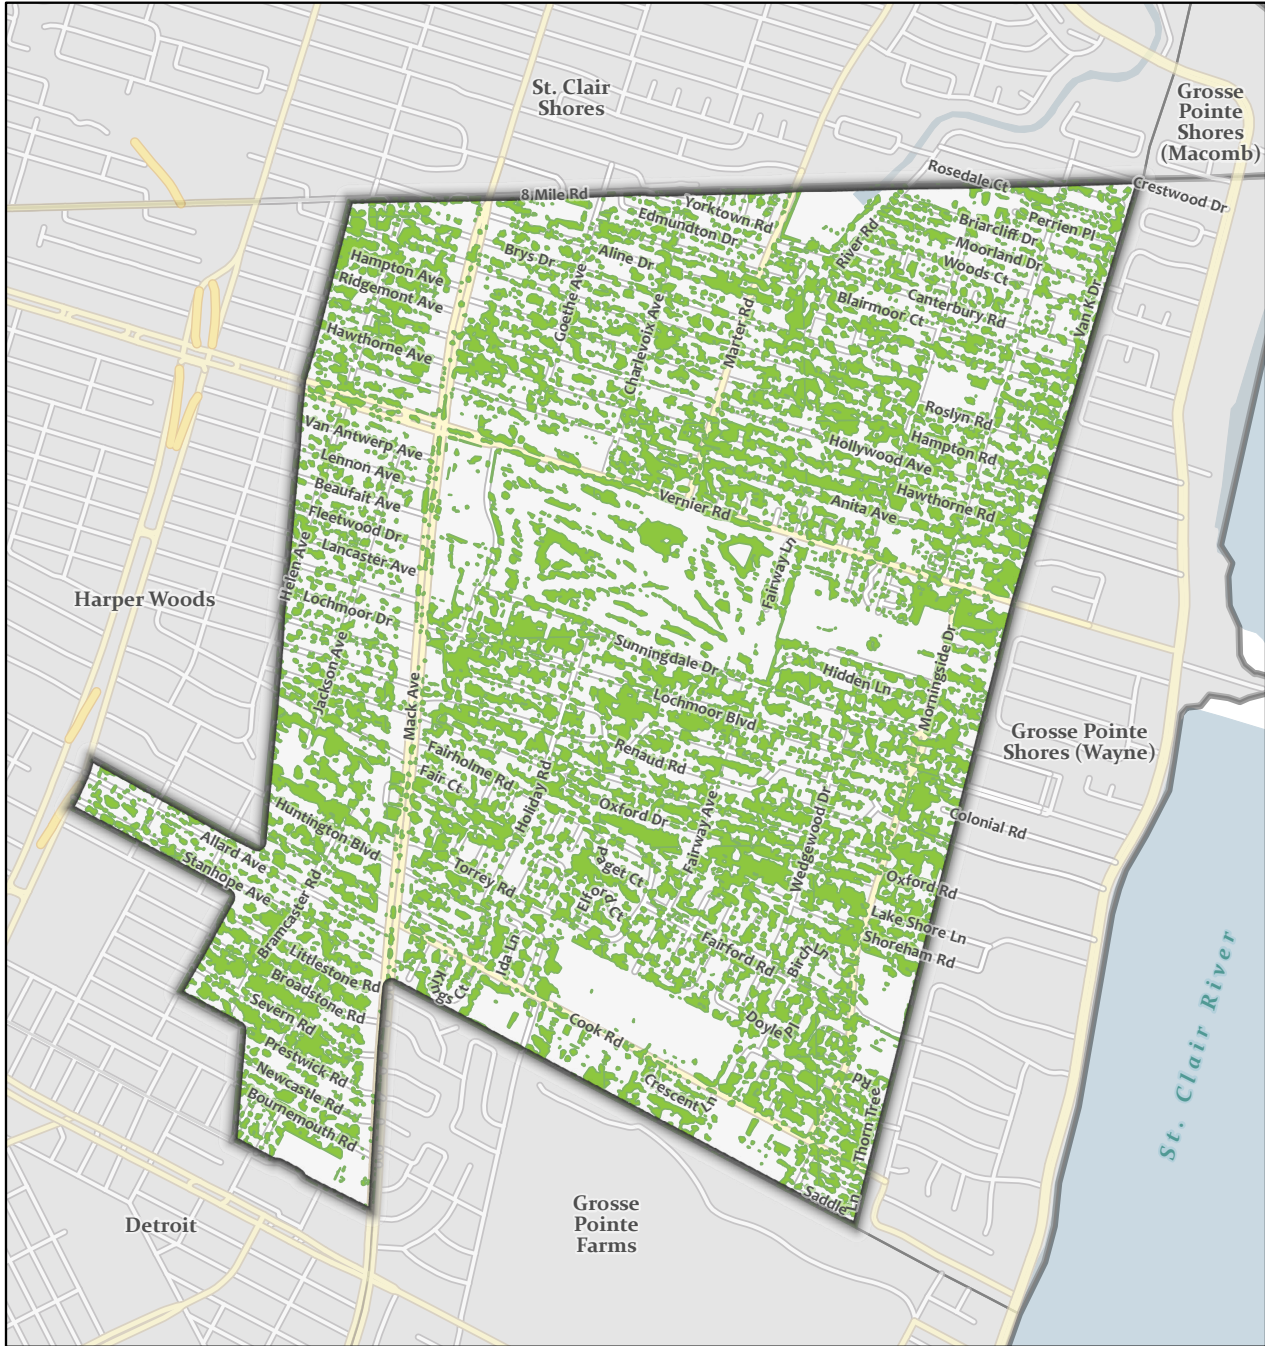 St. Clair
Shores
Grosse
Pointe
Shores
(Macomb)
8 Mile Rd
Rosedale Ct
Crestwood Dr
Yorktown Rd
Edmundton Dr
Perrien Pl
Briarcliff Dr
Moorland Dr
Woods Ct
River Rd
Brys Dr
Aline Dr
Hampton Ave
Ridgemont Ave
Goethe Ave
Charlevoix Ave
Marter Rd
Blairmoor Ct
Canterbury Rd
Van K Dr
Hawthorne Ave
Roslyn Rd
Hampton Rd
Hollywood Ave
Hawthorne Rd
Anita Ave
Vernier Rd
Van Antwerp Ave
Lennon Ave
Beaufait Ave
Fleetwood Dr
Lancaster Ave
Helen Ave
Fairway Ln
Harper Woods
Lochmoor Dr
Jackson Ave
Mack Ave
Sunningdale Dr
Hidden Ln
Morningside Dr
Lochmoor Blvd
Grosse Pointe
Shores (Wayne)
Renaud Rd
Fairholme Rd
Fair Ct
Holiday Rd
Oxford Dr
Fairway Ave
Wedgewood Dr
Colonial Rd
Huntington Blvd
Allard Ave
Stanhope Ave
Torrey Rd
Paget Ct
Elford Ct
Oxford Rd
Lake Shore Ln
Shoreham Rd
Bramcaster Rd
Littlestone Rd
Broadstone Rd
Severn Rd
Ida Ln
Kings Ct
Fairford Rd
Birch Ln
Doyle Pl
Cook Rd
Crescent Ln
Prestwick Rd
Newcastle Rd
Bournemouth Rd
Thorn Tree
Rd
Saddle Ln
St. Clair River
Detroit
Grosse
Pointe
Farms